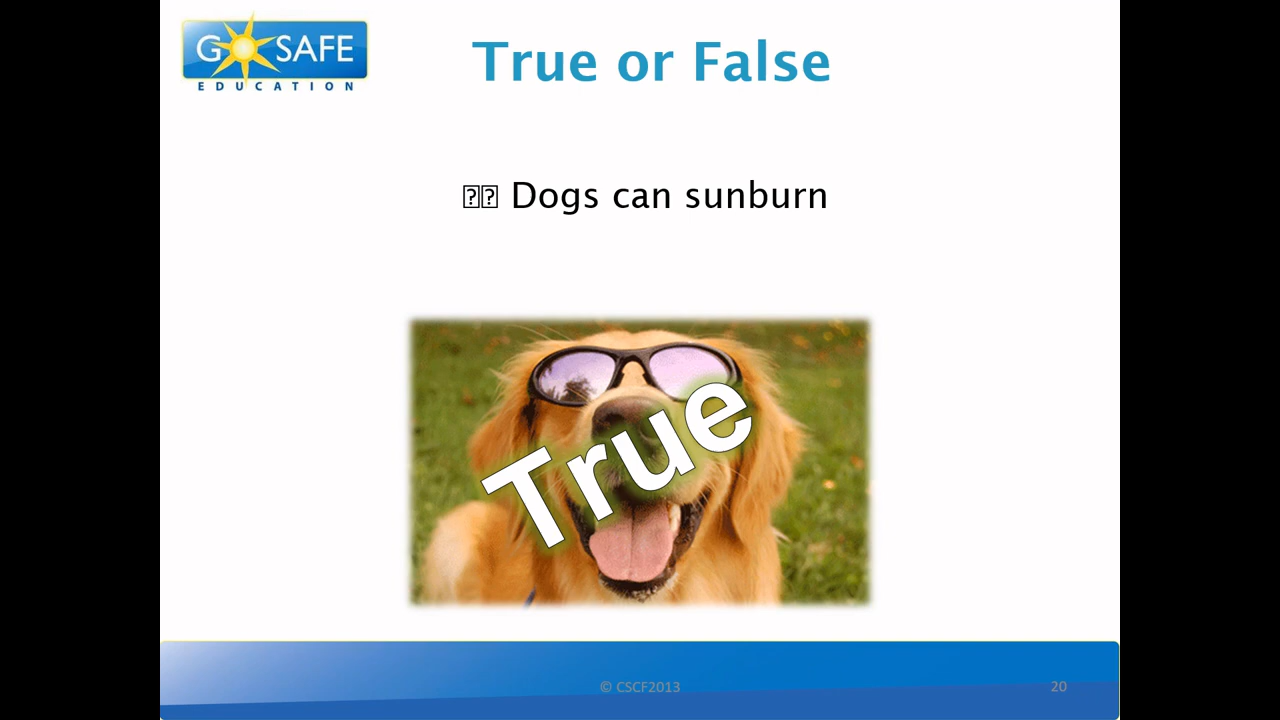 GO SAFE
EDUCATION
True or False
⍰⍰ Dogs can sunburn
True
© CSCF2013
20